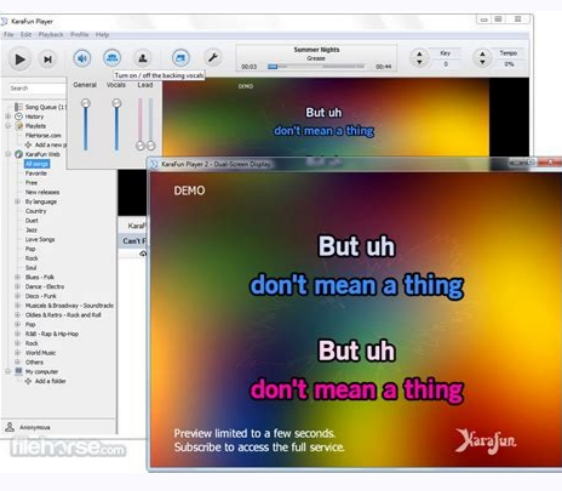 KaraFun Player
File Edit Playback Profile Help
Summer Nights
Grease
00:03
00:44
Key
0
Tempo
0%
Turn on / off the backing vocals
General Vocals Lead
Search
Song Queue (1
History
Playlists
FileHorse.com
Add a new p
KaraFun Web
All songs
Favorite
Free
New releases
By language
Country
Duet
Jazz
Love Songs
Pop
Rock
Soul
Blues - Folk
Dance - Electro
Disco - Funk
Musicals & Broadway - Soundtrack
Oldies & Retro - Rock and Roll
Pop
R&B - Rap & Hip-Hop
Rock
World Music
Others
My computer
Add a folder
Anonymous
DEMO
But uh
don't mean a thing
KaraF
Can't F
KaraFun Player 2 - Dual-Screen Display
DEMO
But uh
don't mean a thing
But uh
don't mean a thing
Preview limited to a few seconds.
Subscribe to access the full service.
KaraFun
filehorse.com